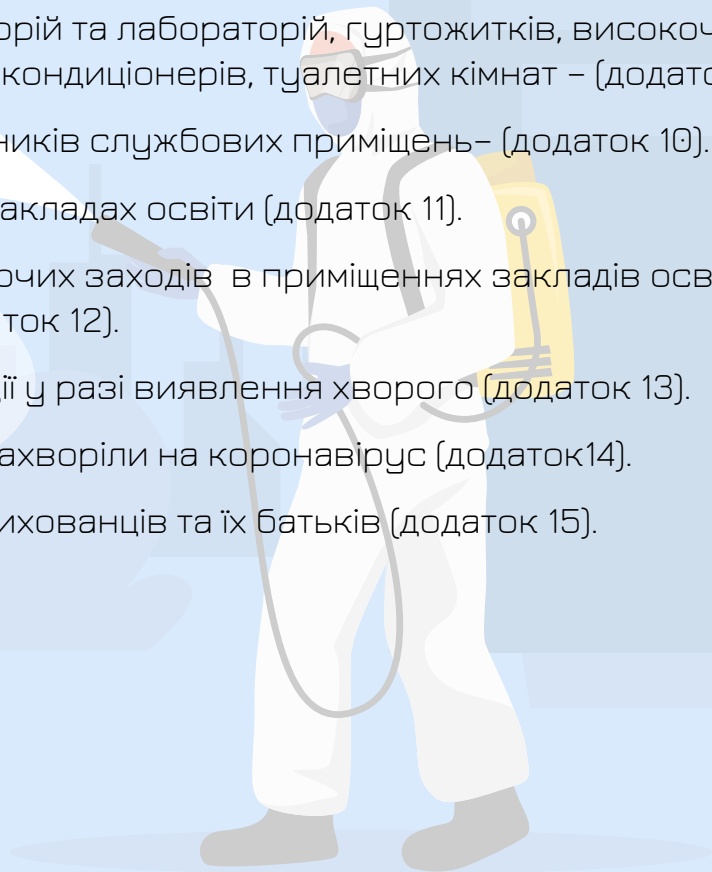 орій та лабораторій, гуртожитків, високоч
кондиціонерів, туалетних кімнат – (додато
ників службових приміщень– (додаток 10).
акладах освіти (додаток 11).
ючих заходів  в приміщеннях закладів осв
ток 12).
ії у разі виявлення хворого (додаток 13).
ахворіли на коронавірус (додаток14).
ихованців та їх батьків (додаток 15).